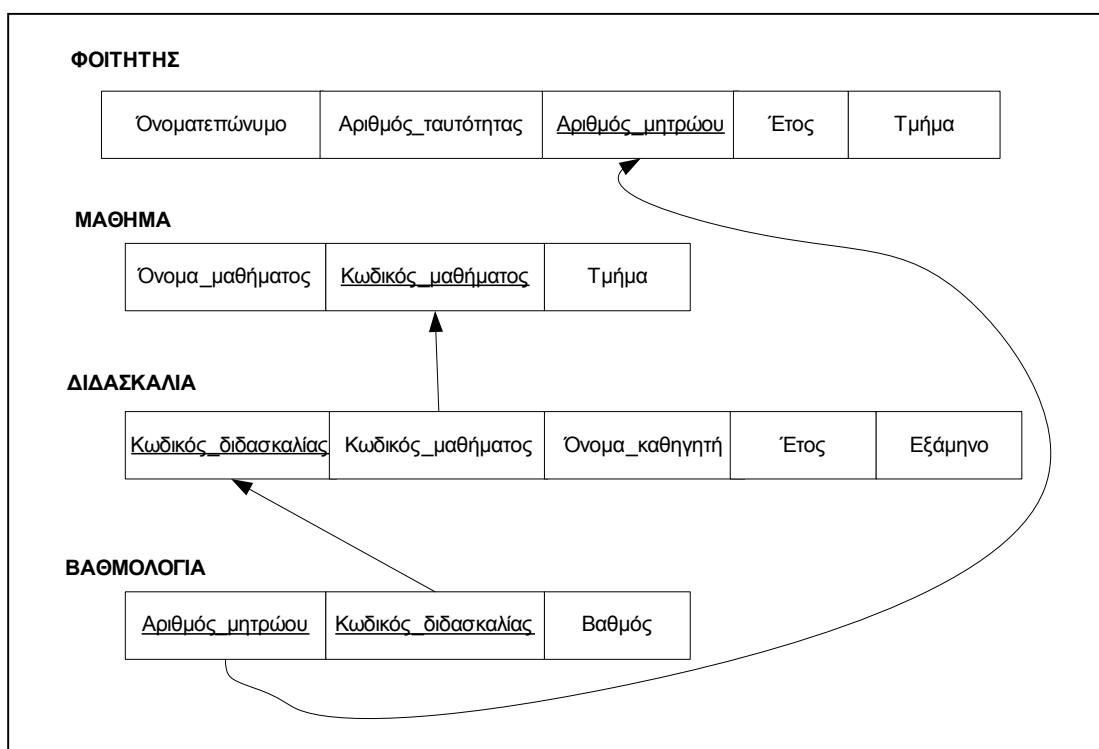 ΦΟΙΤΗΤΗΣ
Όνοματεπώνυμο Αριθμός_ταυτότητας Αριθμός_μητρώου Έτος Τμήμα
ΜΑΘΗΜΑ
Όνομα_μαθήματος Κωδικός_μαθήματος Τμήμα
ΔΙΔΑΣΚΑΛΙΑ
Κωδικός_διδασκαλίας Κωδικός_μαθήματος Όνομα_καθηγητή Έτος Εξάμηνο
ΒΑΘΜΟΛΟΓΙΑ
Αριθμός_μητρώου Κωδικός_διδασκαλίας Βαθμός